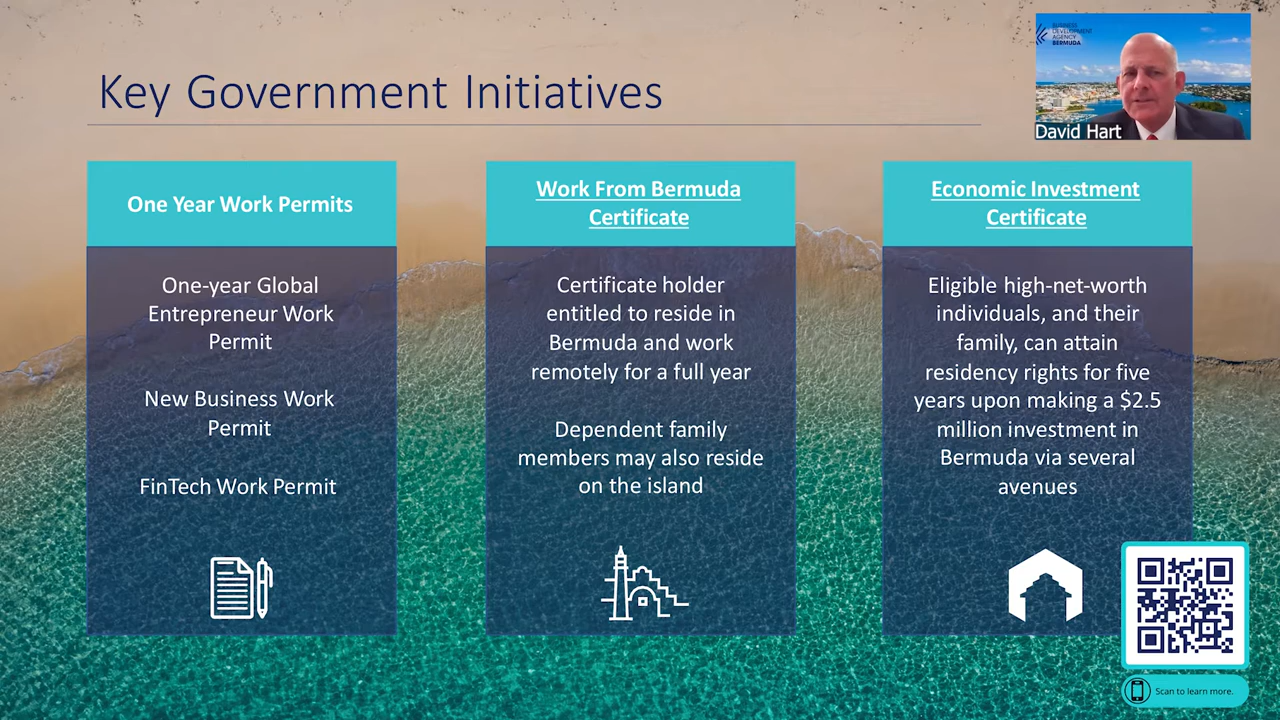 Key Government Initiatives
BUSINESS
DEVELOPMENT
AGENCY
BERMUDA
David Hart
One Year Work Permits
One-year Global
Entrepreneur Work
Permit
New Business Work
Permit
FinTech Work Permit
Work From Bermuda
Certificate
Certificate holder
entitled to reside in
Bermuda and work
remotely for a full year
Dependent family
members may also reside
on the island
Economic Investment
Certificate
Eligible high-net-worth
individuals, and their
family, can attain
residency rights for five
years upon making a $2.5
million investment in
Bermuda via several
avenues
Scan to learn more.